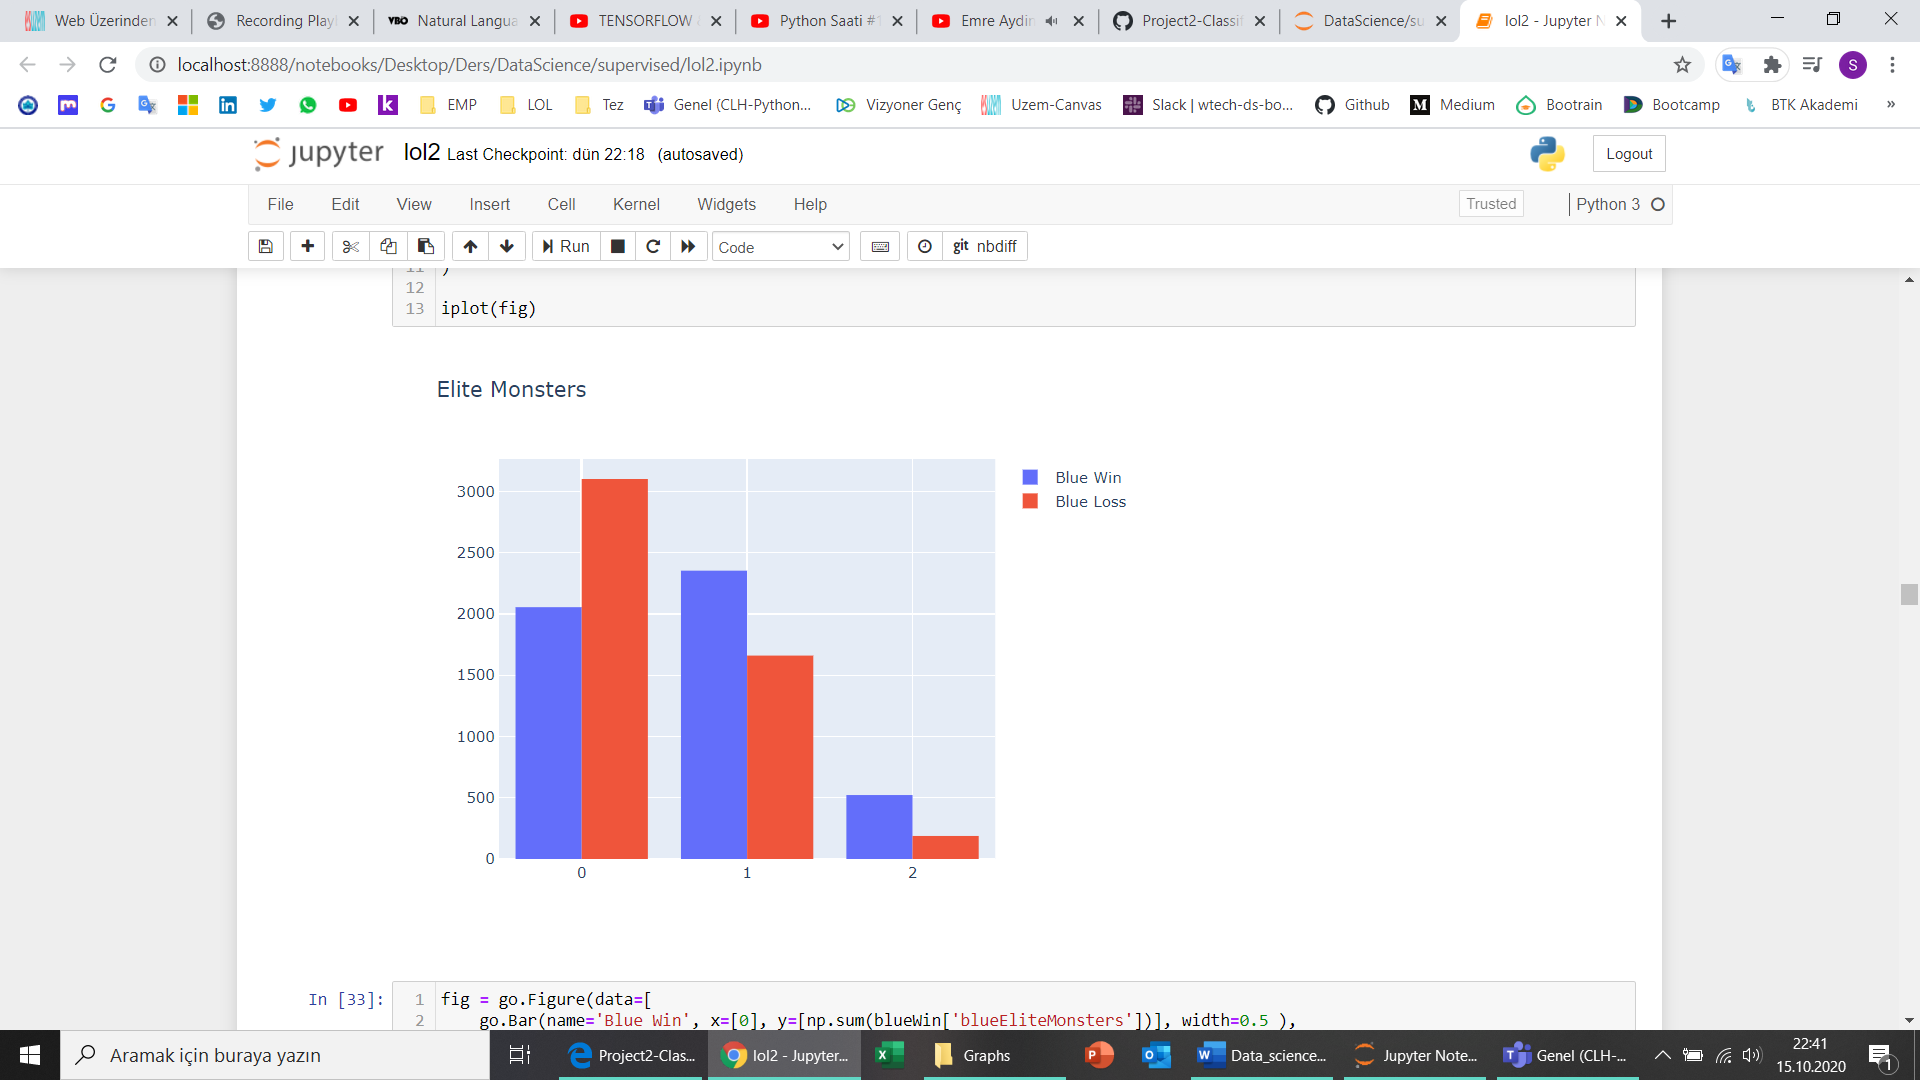 Web Üzerinden
Recording Play
VBO Natural Langua
TENSORFLOW
Python Saati #
Emre Aydin
Project2-Classif
DataScience/su
lol2 - Jupyter N
localhost:8888/notebooks/Desktop/Ders/DataScience/supervised/lol2.ipynb
S
EMP
LOL
Tez
Genel (CLH-Python...
Vizyoner Genç
Uzem-Canvas
Slack | wtech-ds-bo...
Github
Medium
Bootrain
Bootcamp
BTK Akademi
»
jupyter lol2 Last Checkpoint: dün 22:18 (autosaved)
Logout
File Edit View Insert Cell Kernel Widgets Help
Trusted
Python 3
Run
Code
git nbdiff
11 )
12
13 iplot(fig)
Elite Monsters
3000
2500
2000
1500
1000
500
0
0 1 2
Blue Win
Blue Loss
In [33]:
1 fig = go.Figure(data=[
2 go.Bar(name='Blue Win', x=[0], y=[np.sum(blueWin['blueEliteMonsters'])], width=0.5 ),
Aramak için buraya yazın
Project2-Clas...
lol2 - Jupyter...
Graphs
Data_science...
Jupyter Note...
Genel (CLH-...
22:41
15.10.2020
1